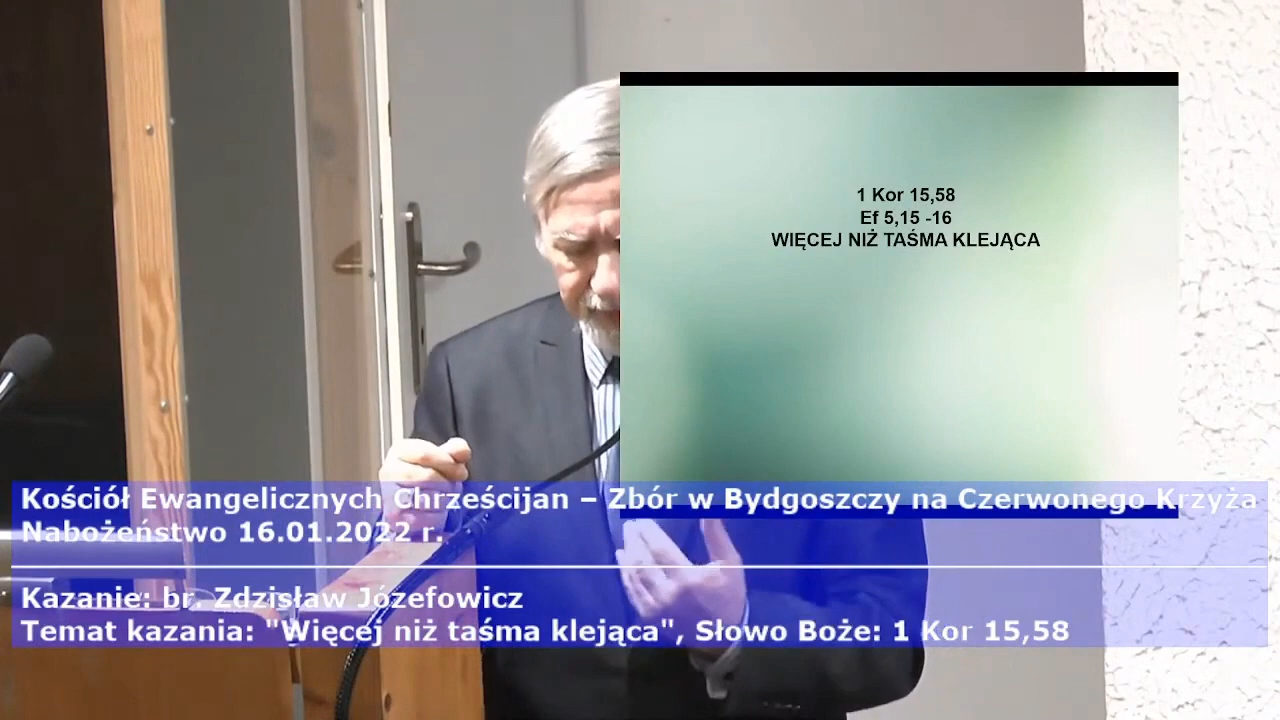 1 Kor 15,58
Ef 5,15 -16
WIĘCEJ NIŻ TAŚMA KLEJĄCA
Kościół Ewangelicznych Chrześcijan – Zbór w Bydgoszczy na Czerwonego Krzyża
Nabożeństwo 16.01.2022 r.
Kazanie: br. Zdzisław Józefowicz
Temat kazania: "Więcej niż taśma klejąca", Słowo Boże: 1 Kor 15,58